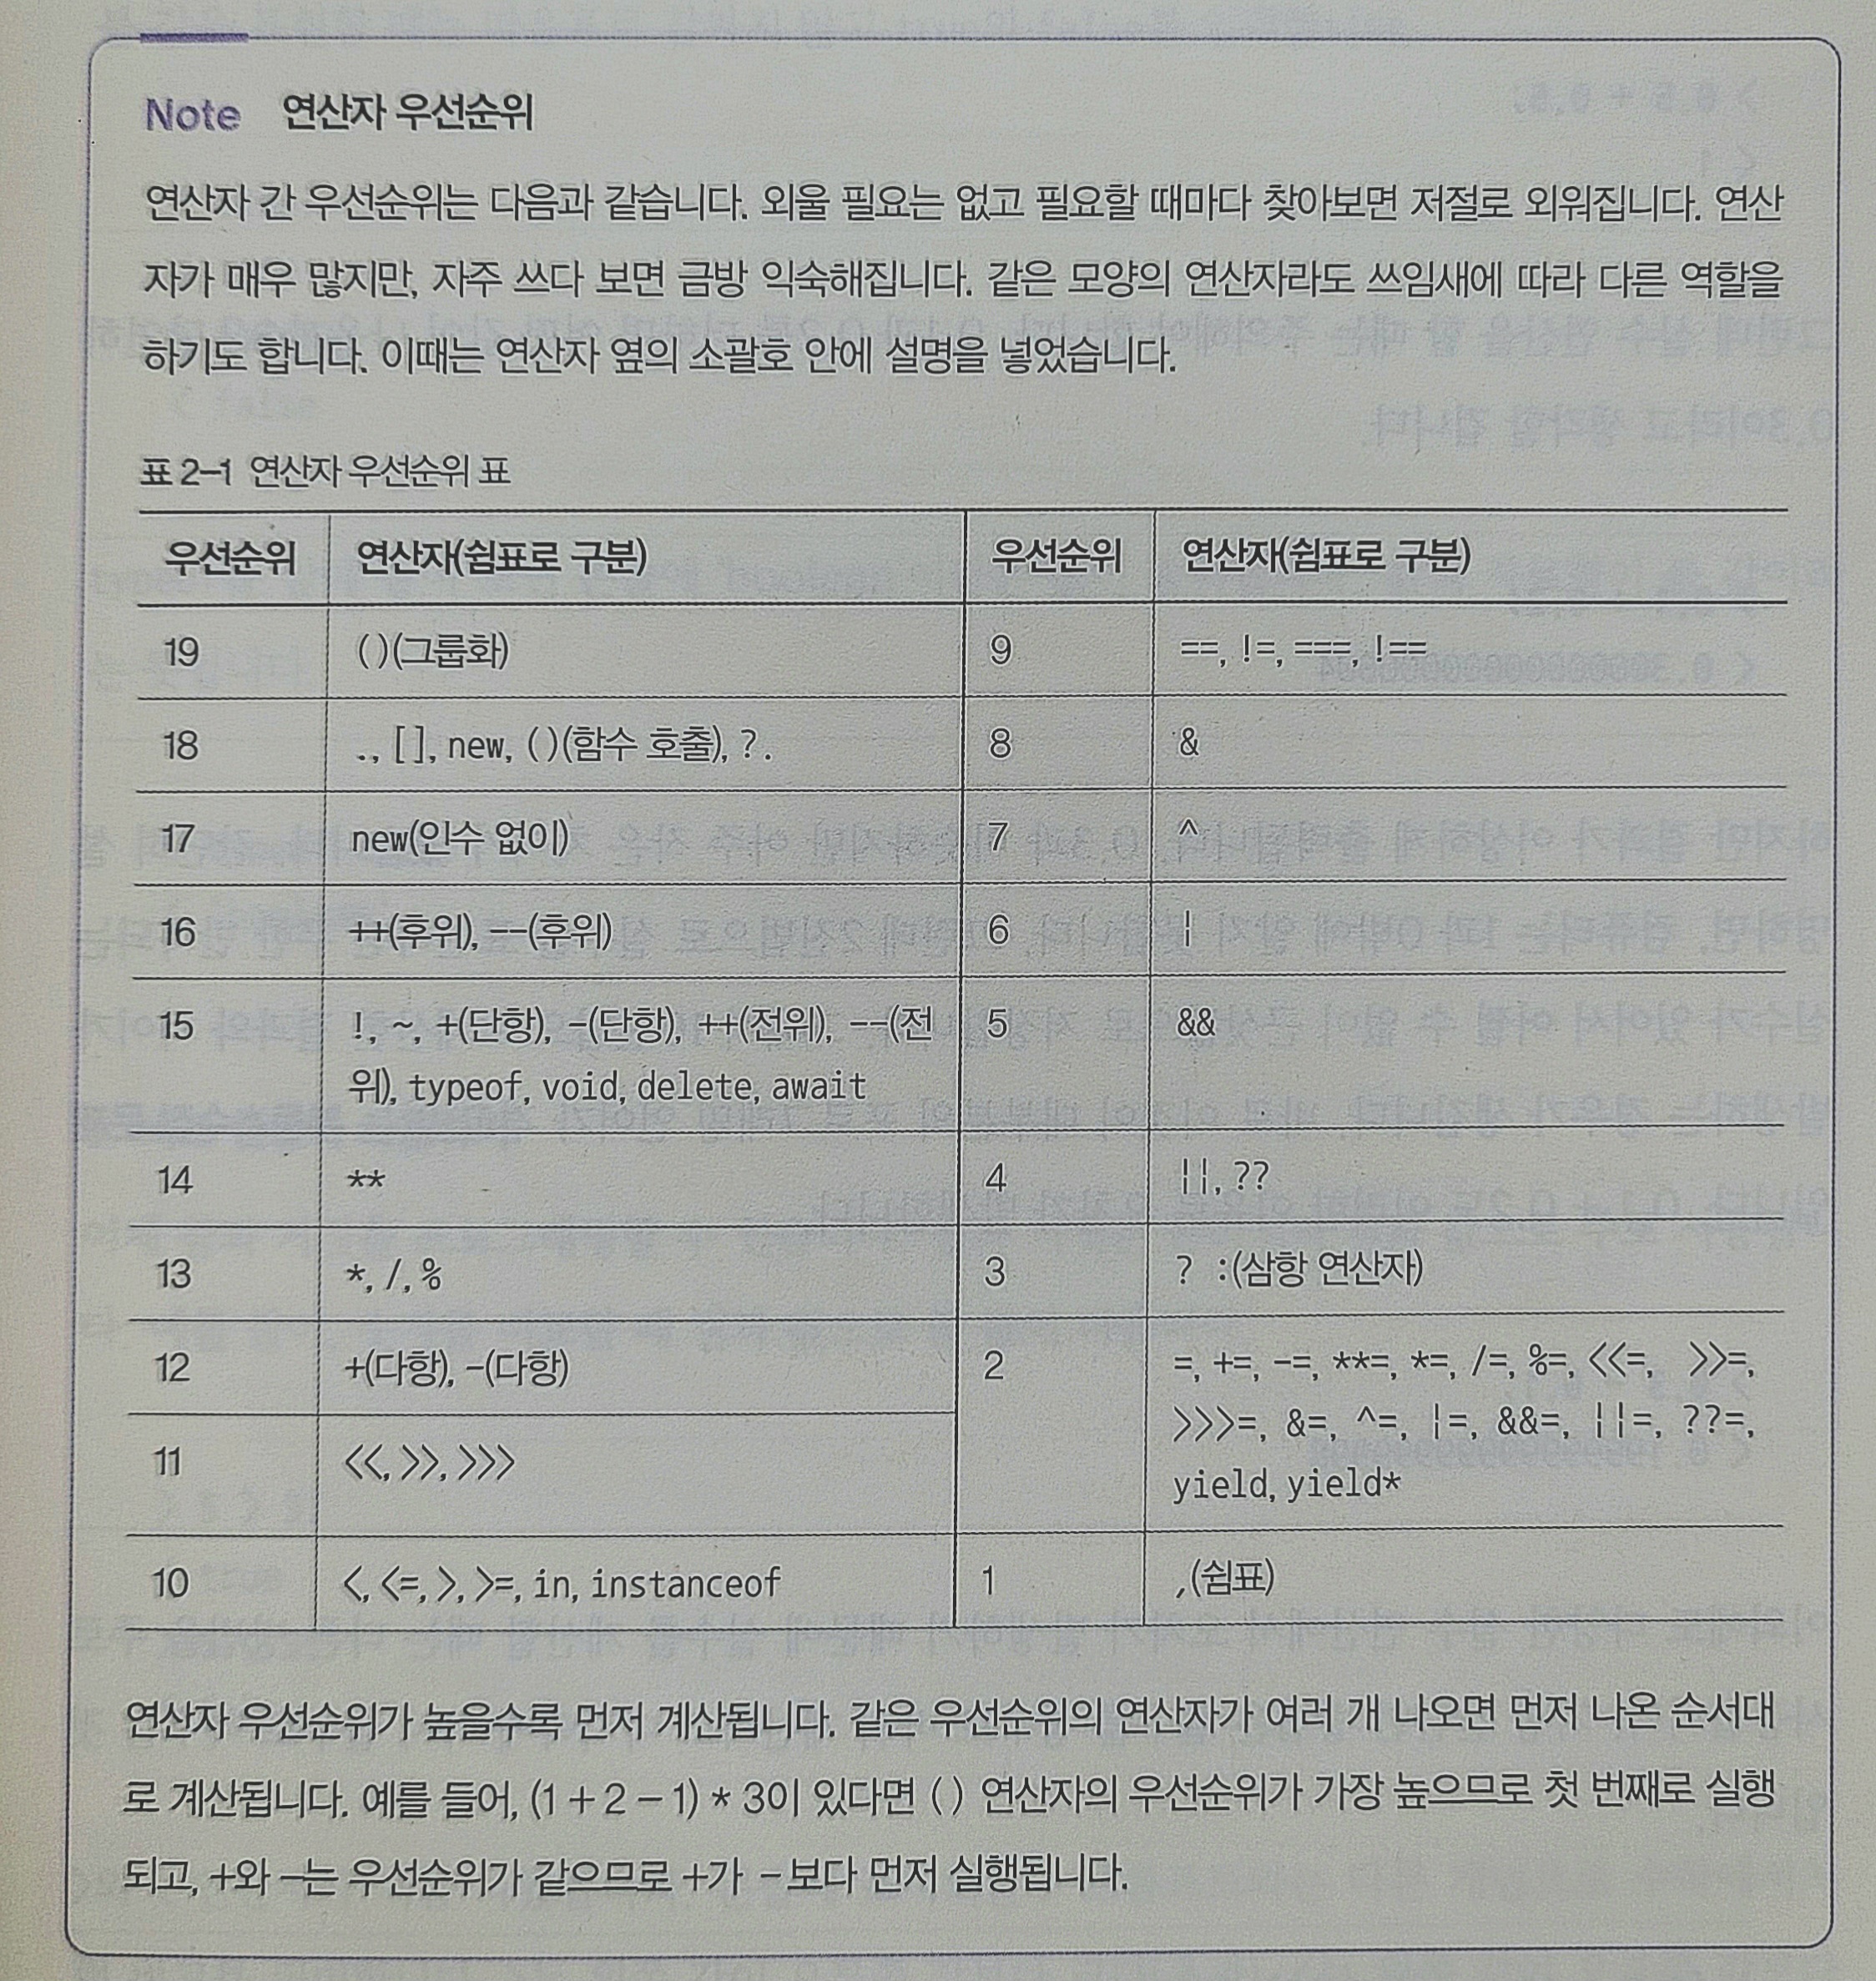 Note 연산자 우선순위
연산자 간 우선순위는 다음과 같습니다. 외울 필요는 없고 필요할 때마다 찾아보면 저절로 외워집니다. 연산
자가 매우 많지만, 자주 쓰다 보면 금방 익숙해집니다. 같은 모양의 연산자라도 쓰임새에 따라 다른 역할을
하기도 합니다. 이때는 연산자 옆의 소괄호 안에 설명을 넣었습니다.
표 2-1 연산자 우선순위 표
우선순위 연산자(쉼표로 구분) 우선순위 연산자(쉼표로 구분)
19 ()(그룹화) 9 ==, !=, ===, !==
18 ., [], new, ()(함수 호출), ?. 8 &
17 new(인수 없이) 7 ^
16 ++(후위), --(후위) 6 |
15 !, ~, +(단항), -(단항), ++(전위), --(전 5 &&
위), typeof, void, delete, await
14 ** 4 ||, ??
13 *, /, % 3 ? :(삼항 연산자)
12 +(다항), -(다항) 2 =, +=, -=, **=, *=, /=, %=, <<=, >>=,
>>>=, &=, ^=, |=, &&=, ||=, ??=,
11 <<, >>, >>>
yield, yield*
10 <, <=, >, >=, in, instanceof 1 ,(쉼표)
연산자 우선순위가 높을수록 먼저 계산됩니다. 같은 우선순위의 연산자가 여러 개 나오면 먼저 나온 순서대
로 계산됩니다. 예를 들어, (1 + 2 - 1) * 3이 있다면 () 연산자의 우선순위가 가장 높으므로 첫 번째로 실행
되고, +와 -는 우선순위가 같으므로 +가 -보다 먼저 실행됩니다.